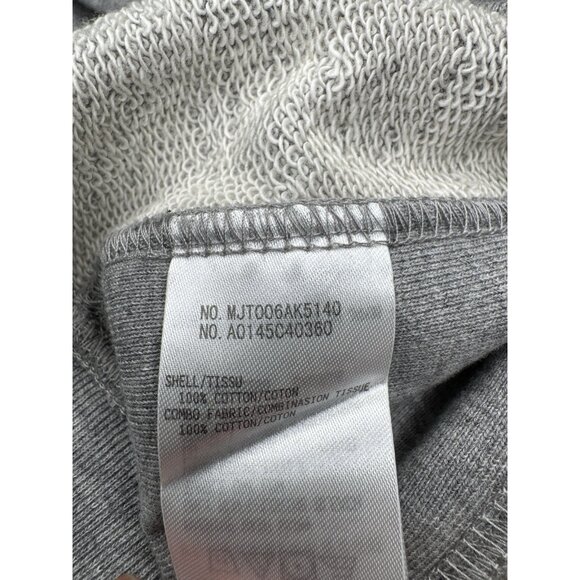 NO. MJT006AK5140
NO. A0145C40360
SHELL/TISSU
100% COTTON/COTON
COMBO FABRIC/COMBINASION TISSUE
100% COTTON/COTON